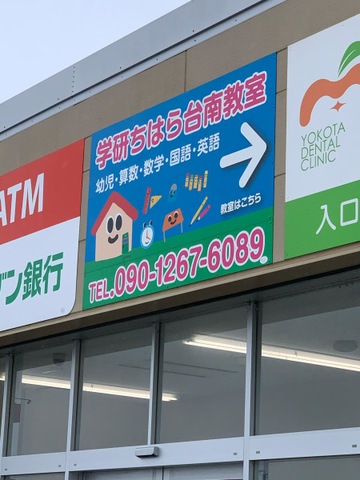 ATM
ブン銀行
学研ちはら台南教室
幼児・算数・数学・国語・英語
教室はこちら
TEL.090-1267-6089
YOKOTA
DENTAL
CLINIC
入口